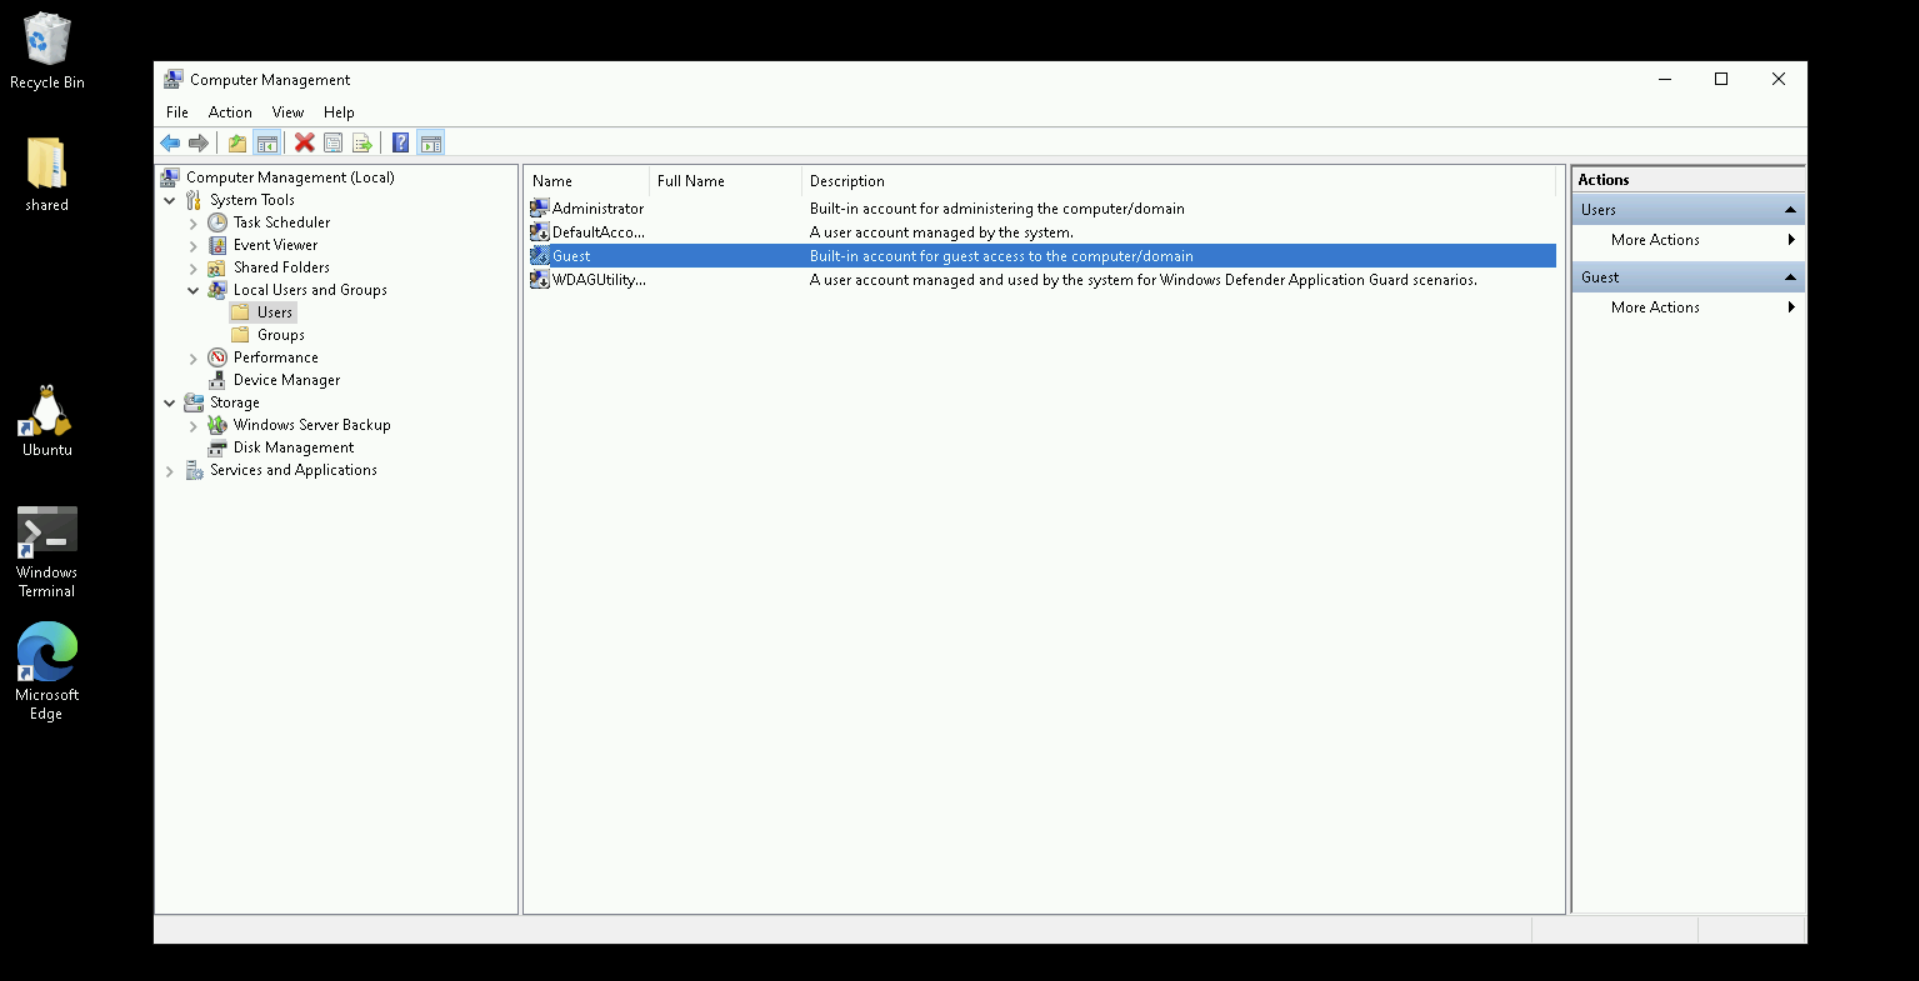 Recycle Bin
shared
Ubuntu
Windows
Terminal
Microsoft
Edge
Computer Management
File Action View Help
Computer Management (Local)
System Tools
Task Scheduler
Event Viewer
Shared Folders
Local Users and Groups
Users
Groups
Performance
Device Manager
Storage
Windows Server Backup
Disk Management
Services and Applications
Name Full Name Description
Administrator Built-in account for administering the computer/domain
DefaultAcco... A user account managed by the system.
Guest Built-in account for guest access to the computer/domain
WDAGUtility... A user account managed and used by the system for Windows Defender Application Guard scenarios.
Actions
Users
More Actions
Guest
More Actions